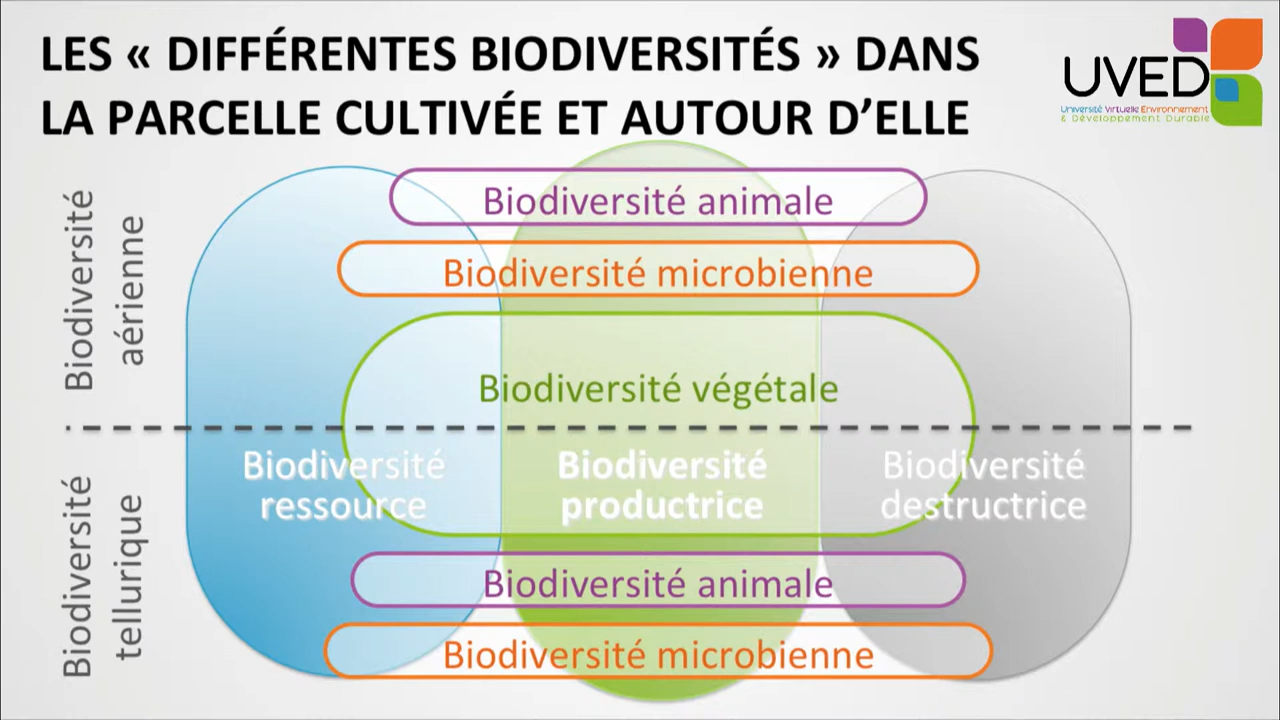 LES « DIFFÉRENTES BIODIVERSITÉS » DANS
LA PARCELLE CULTIVÉE ET AUTOUR D’ELLE
UVED
Université Virtuelle Environnement
& Développement Durable
Biodiversité
aérienne
Biodiversité animale
Biodiversité microbienne
Biodiversité végétale
Biodiversité
ressource
Biodiversité
productrice
Biodiversité
destructrice
Biodiversité
tellurique
Biodiversité animale
Biodiversité microbienne